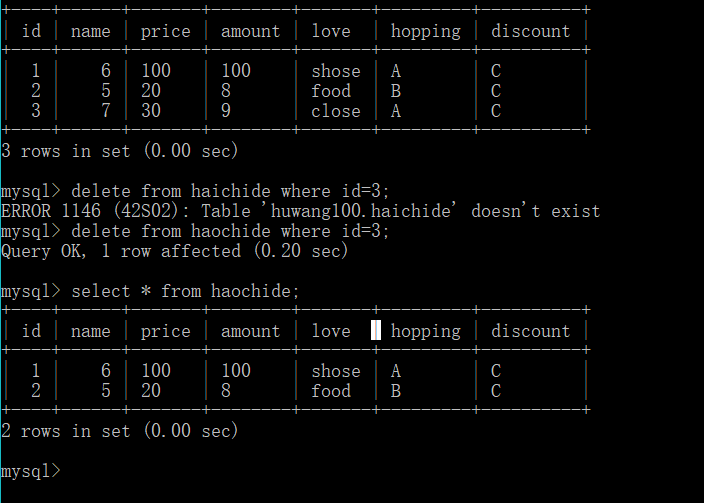 +----+------+-------+--------+-------+---------+----------+
| id | name | price | amount | love  | hopping | discount |
+----+------+-------+--------+-------+---------+----------+
|  1 |    6 | 100   | 100    | shose | A       | C        |
|  2 |    5 | 20    | 8      | food  | B       | C        |
|  3 |    7 | 30    | 9      | close | A       | C        |
+----+------+-------+--------+-------+---------+----------+
3 rows in set (0.00 sec)
mysql> delete from haichide where id=3;
ERROR 1146 (42S02): Table 'huwang100.haichide' doesn't exist
mysql> delete from haochide where id=3;
Query OK, 1 row affected (0.20 sec)
mysql> select * from haochide;
+----+------+-------+--------+-------+---------+----------+
| id | name | price | amount | love  | hopping | discount |
+----+------+-------+--------+-------+---------+----------+
|  1 |    6 | 100   | 100    | shose | A       | C        |
|  2 |    5 | 20    | 8      | food  | B       | C        |
+----+------+-------+--------+-------+---------+----------+
2 rows in set (0.00 sec)
mysql>